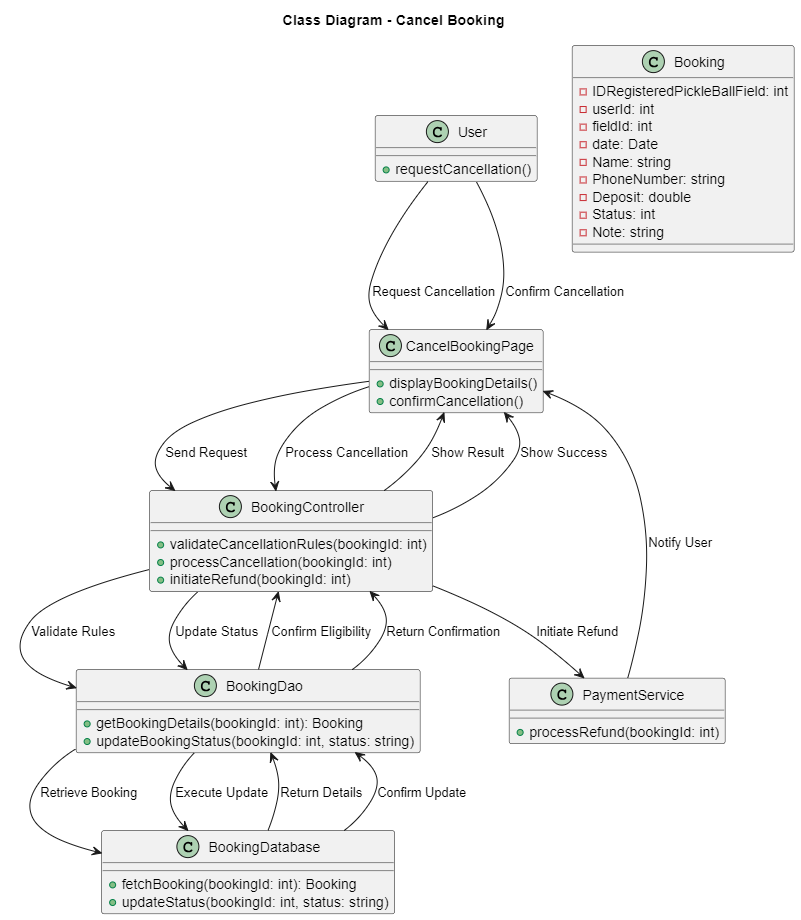 Class Diagram - Cancel Booking
C Booking
IDRegisteredPickleBallField: int
userId: int
fieldId: int
date: Date
Name: string
PhoneNumber: string
Deposit: double
Status: int
Note: string
C User
requestCancellation()
Request Cancellation
Confirm Cancellation
C CancelBookingPage
displayBookingDetails()
confirmCancellation()
Send Request
Process Cancellation
Show Result
Show Success
C BookingController
validateCancellationRules(bookingId: int)
processCancellation(bookingId: int)
initiateRefund(bookingId: int)
Notify User
Validate Rules
Update Status
Confirm Eligibility
Return Confirmation
Initiate Refund
C BookingDao
getBookingDetails(bookingId: int): Booking
updateBookingStatus(bookingId: int, status: string)
C PaymentService
processRefund(bookingId: int)
Retrieve Booking
Execute Update
Return Details
Confirm Update
C BookingDatabase
fetchBooking(bookingId: int): Booking
updateStatus(bookingId: int, status: string)